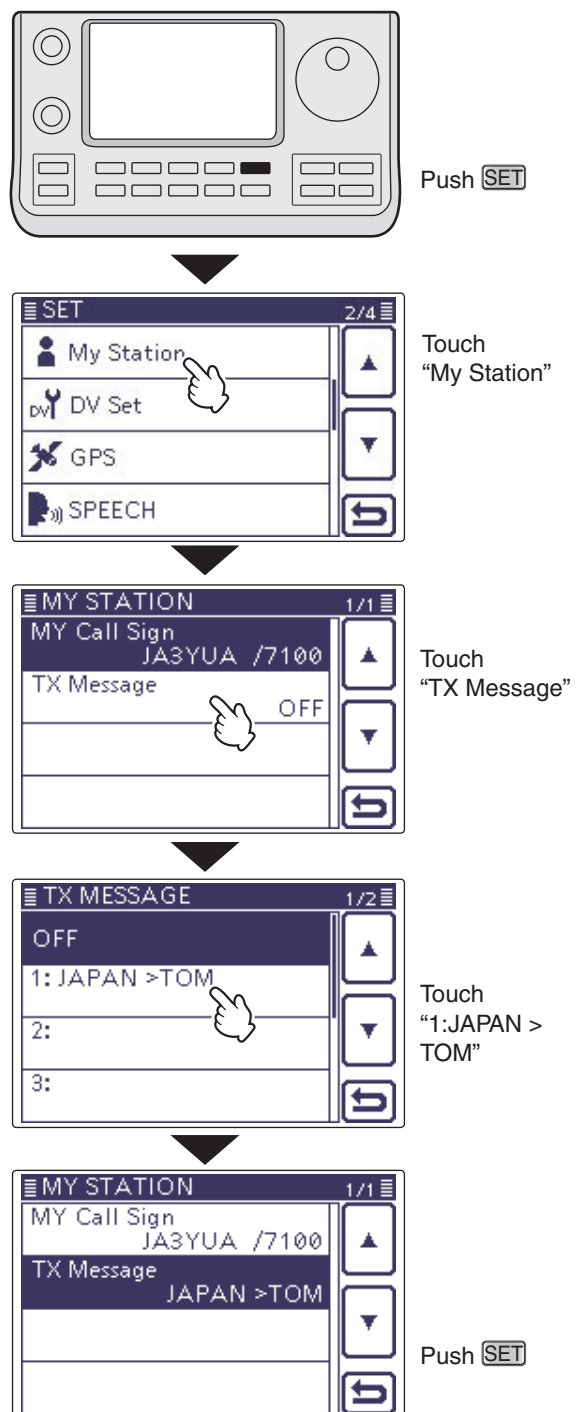 Push SET
SET 2/4
My Station
DV DV Set
GPS
SPEECH
Touch
“My Station”
MY STATION 1/1
MY Call Sign
JA3YUA /7100
TX Message
OFF
Touch
“TX Message”
TX MESSAGE 1/2
OFF
1: JAPAN >TOM
2:
3:
Touch
“1:JAPAN >
TOM”
MY STATION 1/1
MY Call Sign
JA3YUA /7100
TX Message
JAPAN >TOM
Push SET